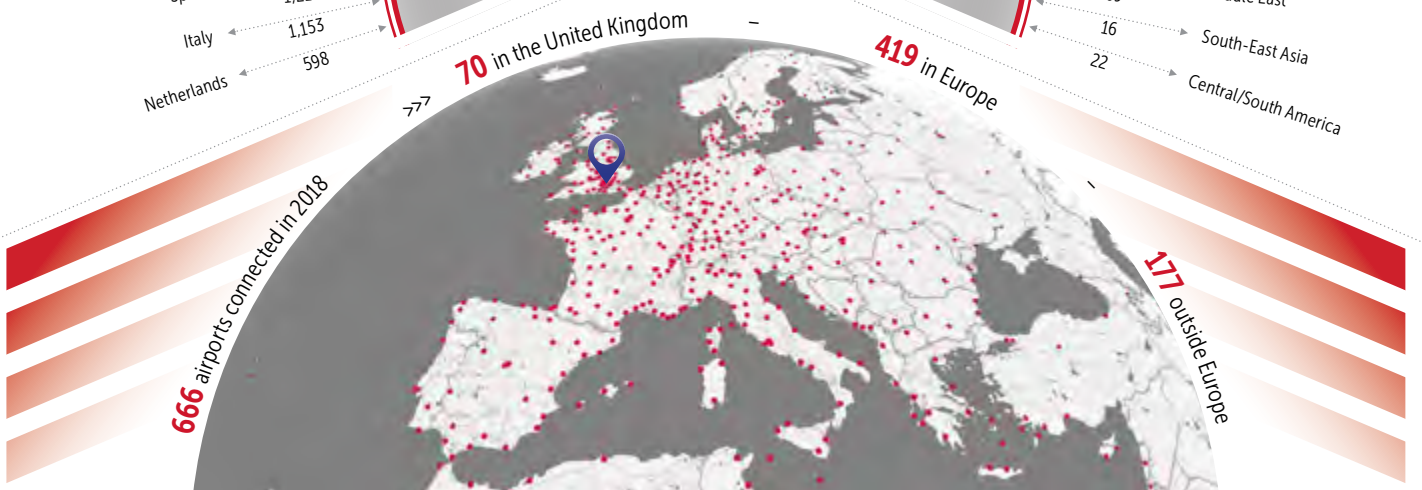 1,153
Italy
598
Netherlands
16
South-East Asia
22
Central/South America
666 airports connected in 2018
>>>
70 in the United Kingdom
–
419 in Europe
–
177 outside Europe